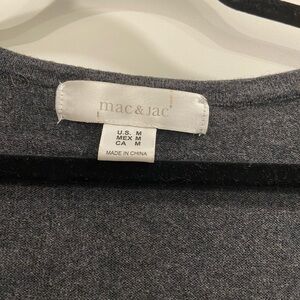 mac & jac
U.S. M
MEX M
CA M
MADE IN CHINA